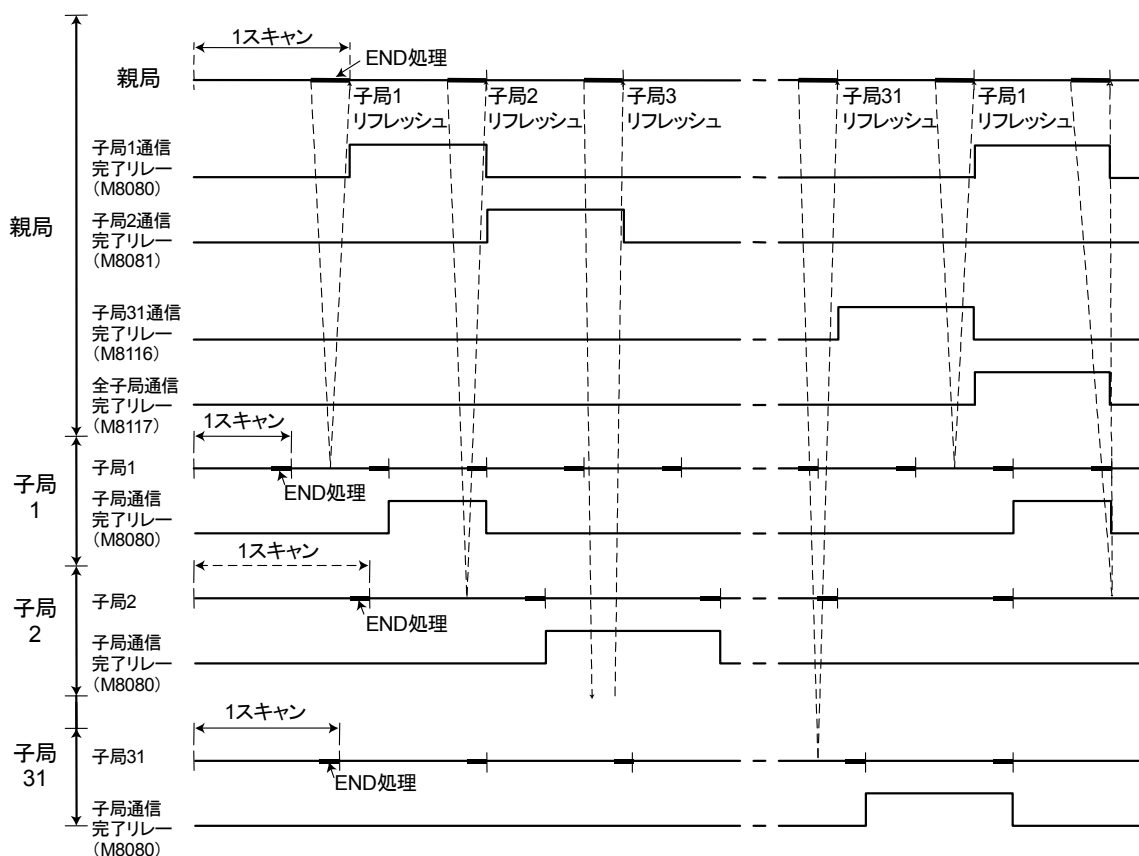 1スキャン
END処理
親局
子局1
リフレッシュ
子局2
リフレッシュ
子局3
リフレッシュ
子局31
リフレッシュ
子局1
リフレッシュ
親局
子局1通信
完了リレー
(M8080)
子局2通信
完了リレー
(M8081)
子局31通信
完了リレー
(M8116)
全子局通信
完了リレー
(M8117)
子局
1
1スキャン
子局1
END処理
子局通信
完了リレー
(M8080)
子局
2
1スキャン
子局2
END処理
子局通信
完了リレー
(M8080)
子局
31
1スキャン
子局31
END処理
子局通信
完了リレー
(M8080)